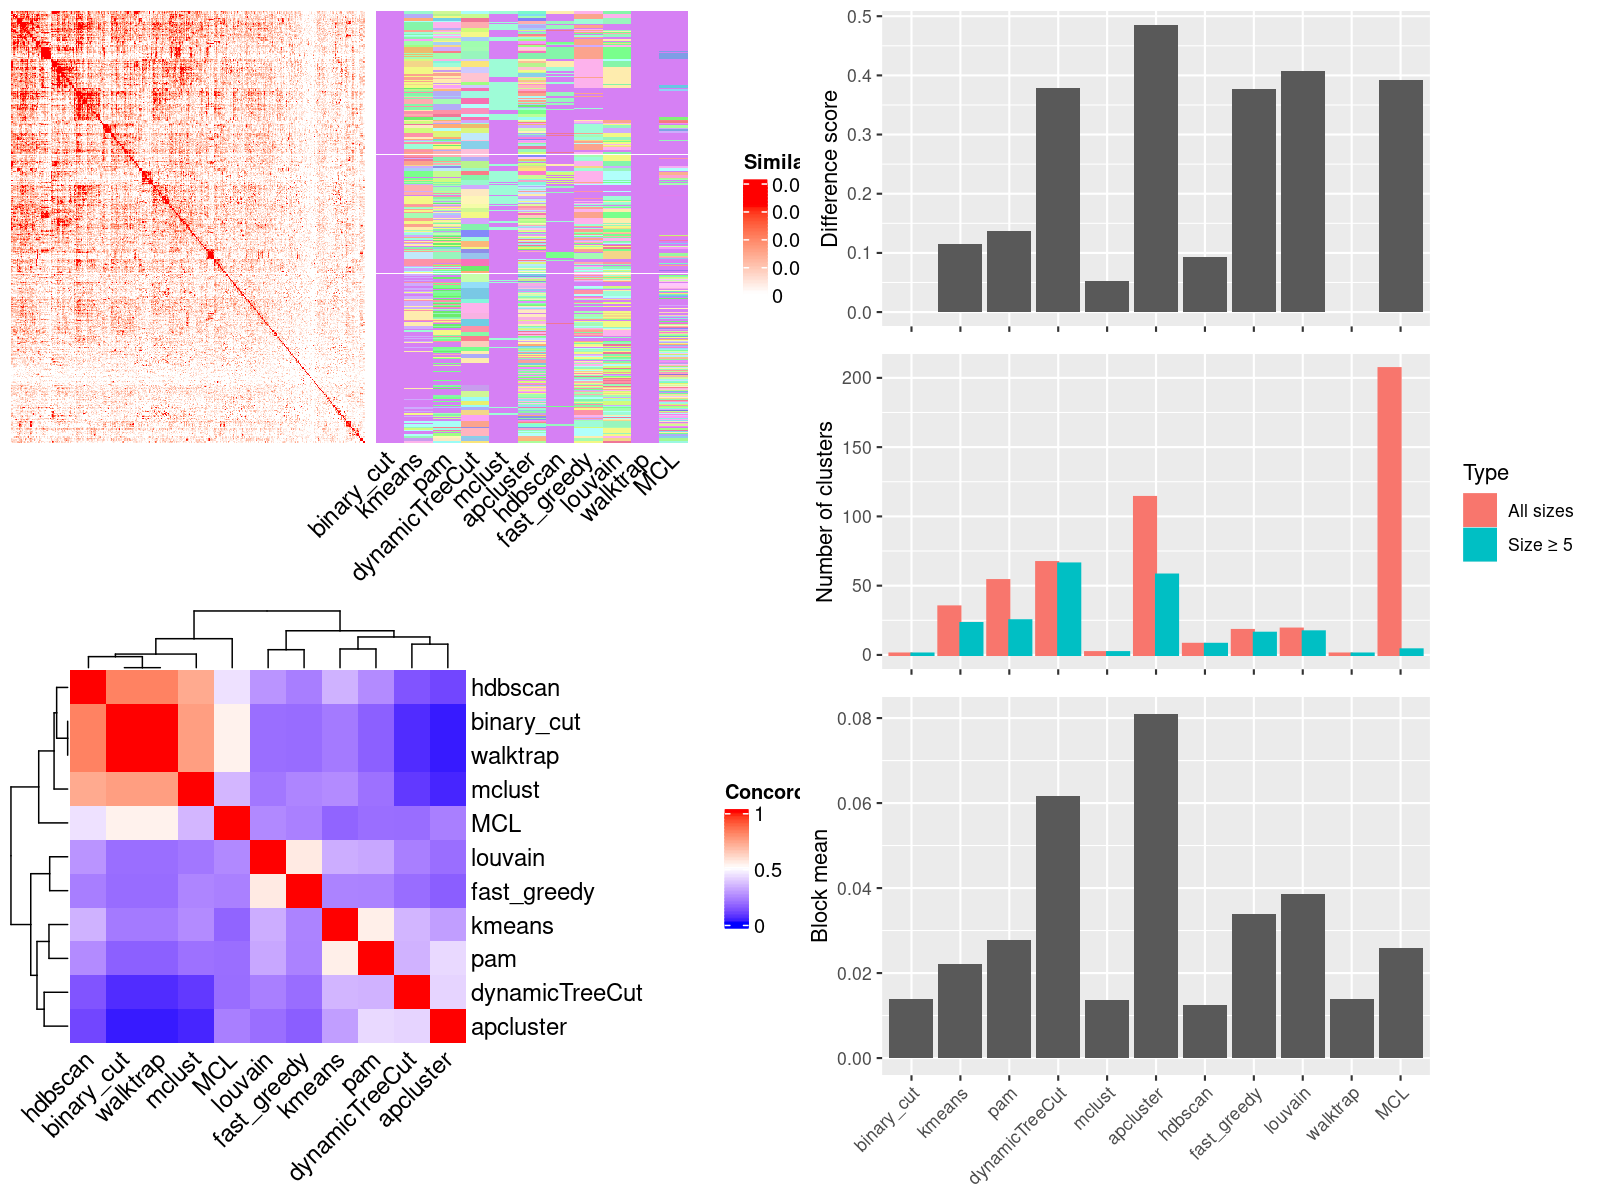 Simila
0.0
0.0
0.0
0.0
0
binary_cut
kmeans
pam
dynamicTreeCut
mclust
apcluster
hdbscan
fast_greedy
louvain
walktrap
MCL
hdbscan
binary_cut
walktrap
mclust
MCL
louvain
fast_greedy
kmeans
pam
dynamicTreeCut
apcluster
hdbscan
binary_cut
walktrap
mclust
MCL
louvain
fast_greedy
kmeans
pam
dynamicTreeCut
apcluster
Concord
1
0.5
0
Difference score
0.5
0.4
0.3
0.2
0.1
0.0
Number of clusters
200
150
100
50
0
Type
All sizes
Size ≥ 5
Block mean
0.08
0.06
0.04
0.02
0.00
binary_cut
kmeans
pam
dynamicTreeCut
mclust
apcluster
hdbscan
fast_greedy
louvain
walktrap
MCL